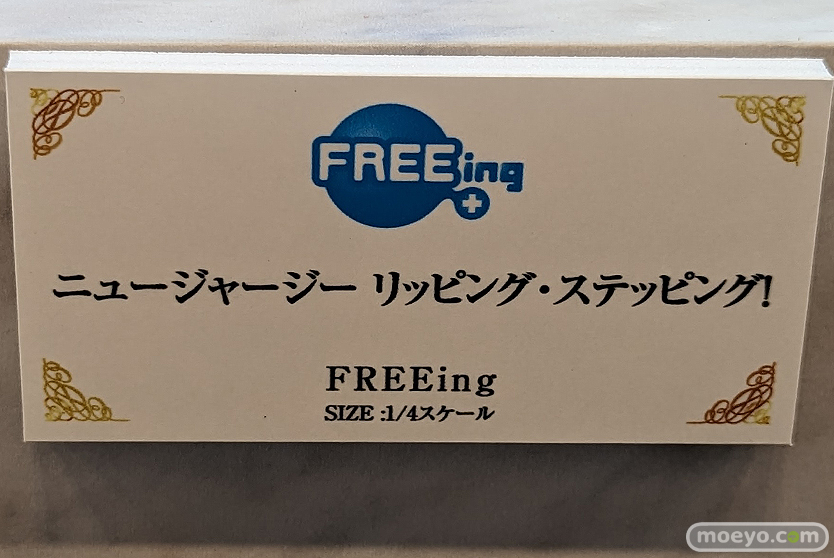 FREEing
ニュージャージー リッピング・ステッピング!
FREEing
SIZE :1/4スケール
moeyo.com